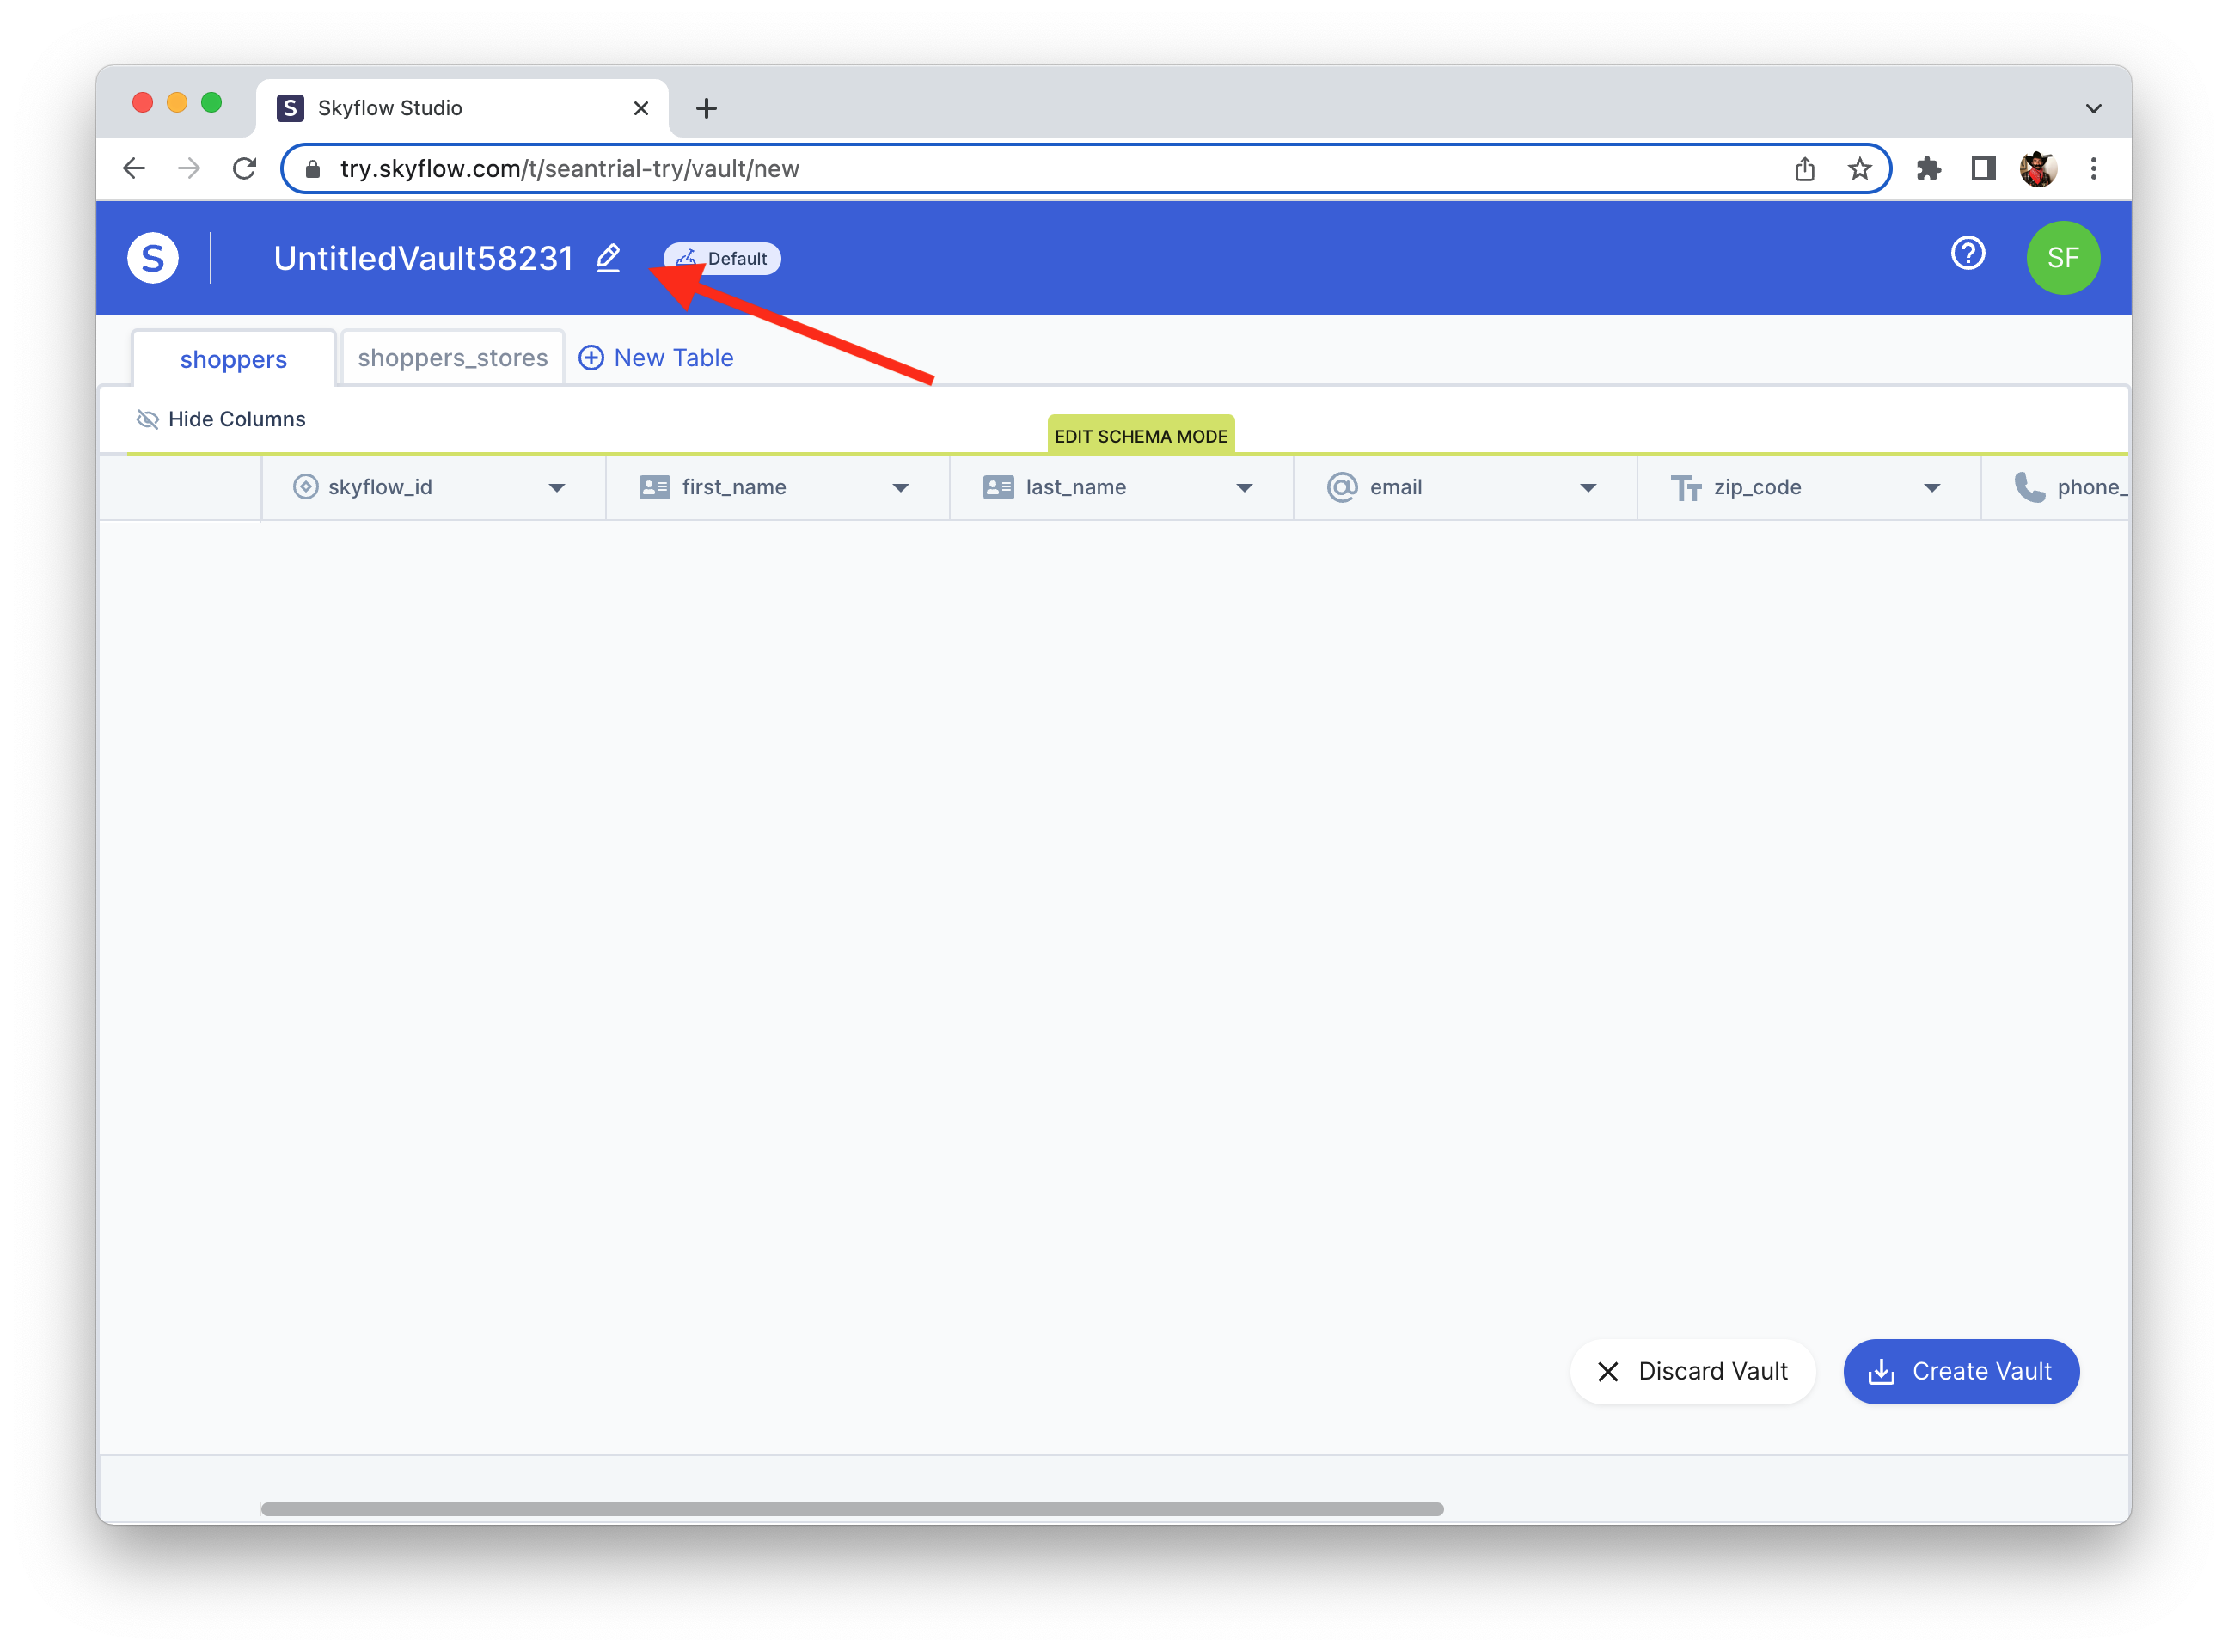 S Skyflow Studio
try.skyflow.com/t/seantrial-try/vault/new
S UntitledVault58231 Default SF
shoppers shoppers_stores New Table
Hide Columns
EDIT SCHEMA MODE
skyflow_id first_name last_name email zip_code phone_
Discard Vault Create Vault